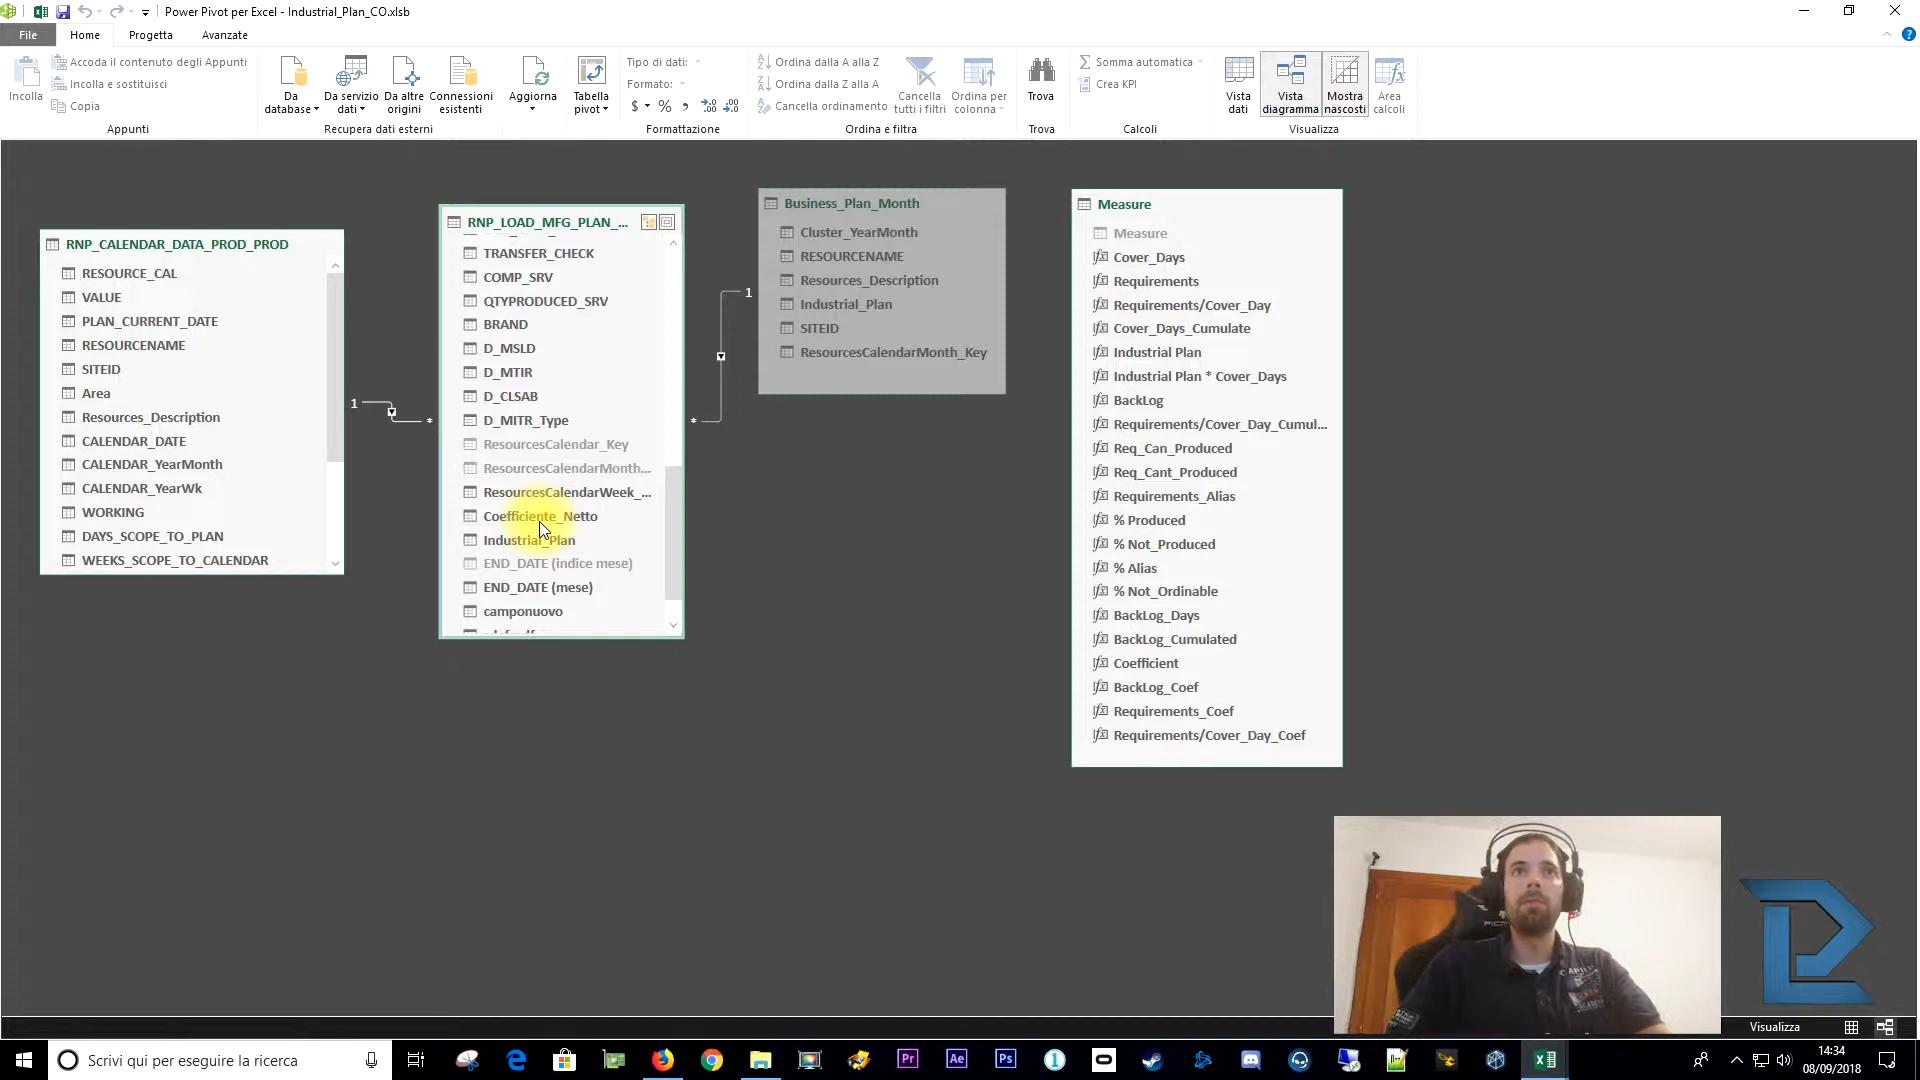 Power Pivot per Excel - Industrial_Plan_CO.xlsb
File Home Progetta Avanzate
Incolla
Accoda il contenuto degli Appunti
Incolla e sostituisci
Copia
Appunti
Da database
Da servizio dati
Da altre origini
Connessioni esistenti
Recupera dati esterni
Aggiorna
Tabella pivot
Tipo di dati:
Formato:
$ % ,
Formattazione
Ordina dalla A alla Z
Ordina dalla Z alla A
Cancella ordinamento
Cancella tutti i filtri
Ordina per colonna
Ordina e filtra
Trova
Trova
Somma automatica
Crea KPI
Calcoli
Vista dati
Vista diagramma
Mostra nascosti
Area calcoli
Visualizza
RNP_CALENDAR_DATA_PROD_PROD
RESOURCE_CAL
VALUE
PLAN_CURRENT_DATE
RESOURCENAME
SITEID
Area
Resources_Description
CALENDAR_DATE
CALENDAR_YearMonth
CALENDAR_YearWk
WORKING
DAYS_SCOPE_TO_PLAN
WEEKS_SCOPE_TO_CALENDAR
1
*
RNP_LOAD_MFG_PLAN_...
TRANSFER_CHECK
COMP_SRV
QTYPRODUCED_SRV
BRAND
D_MSLD
D_MTIR
D_CLSAB
D_MITR_Type
ResourcesCalendar_Key
ResourcesCalendarMonth...
ResourcesCalendarWeek_...
Coefficiente_Netto
Industrial_Plan
END_DATE (indice mese)
END_DATE (mese)
camponuovo
*
1
Business_Plan_Month
Cluster_YearMonth
RESOURCENAME
Resources_Description
Industrial_Plan
SITEID
ResourcesCalendarMonth_Key
Measure
Measure
Cover_Days
Requirements
Requirements/Cover_Day
Cover_Days_Cumulate
Industrial Plan
Industrial Plan * Cover_Days
BackLog
Requirements/Cover_Day_Cumul...
Req_Can_Produced
Req_Cant_Produced
Requirements_Alias
% Produced
% Not_Produced
% Alias
% Not_Ordinable
BackLog_Days
BackLog_Cumulated
Coefficient
BackLog_Coef
Requirements_Coef
Requirements/Cover_Day_Coef
Visualizza
Scrivi qui per eseguire la ricerca
Pr Ae Ps
14:34
08/09/2018